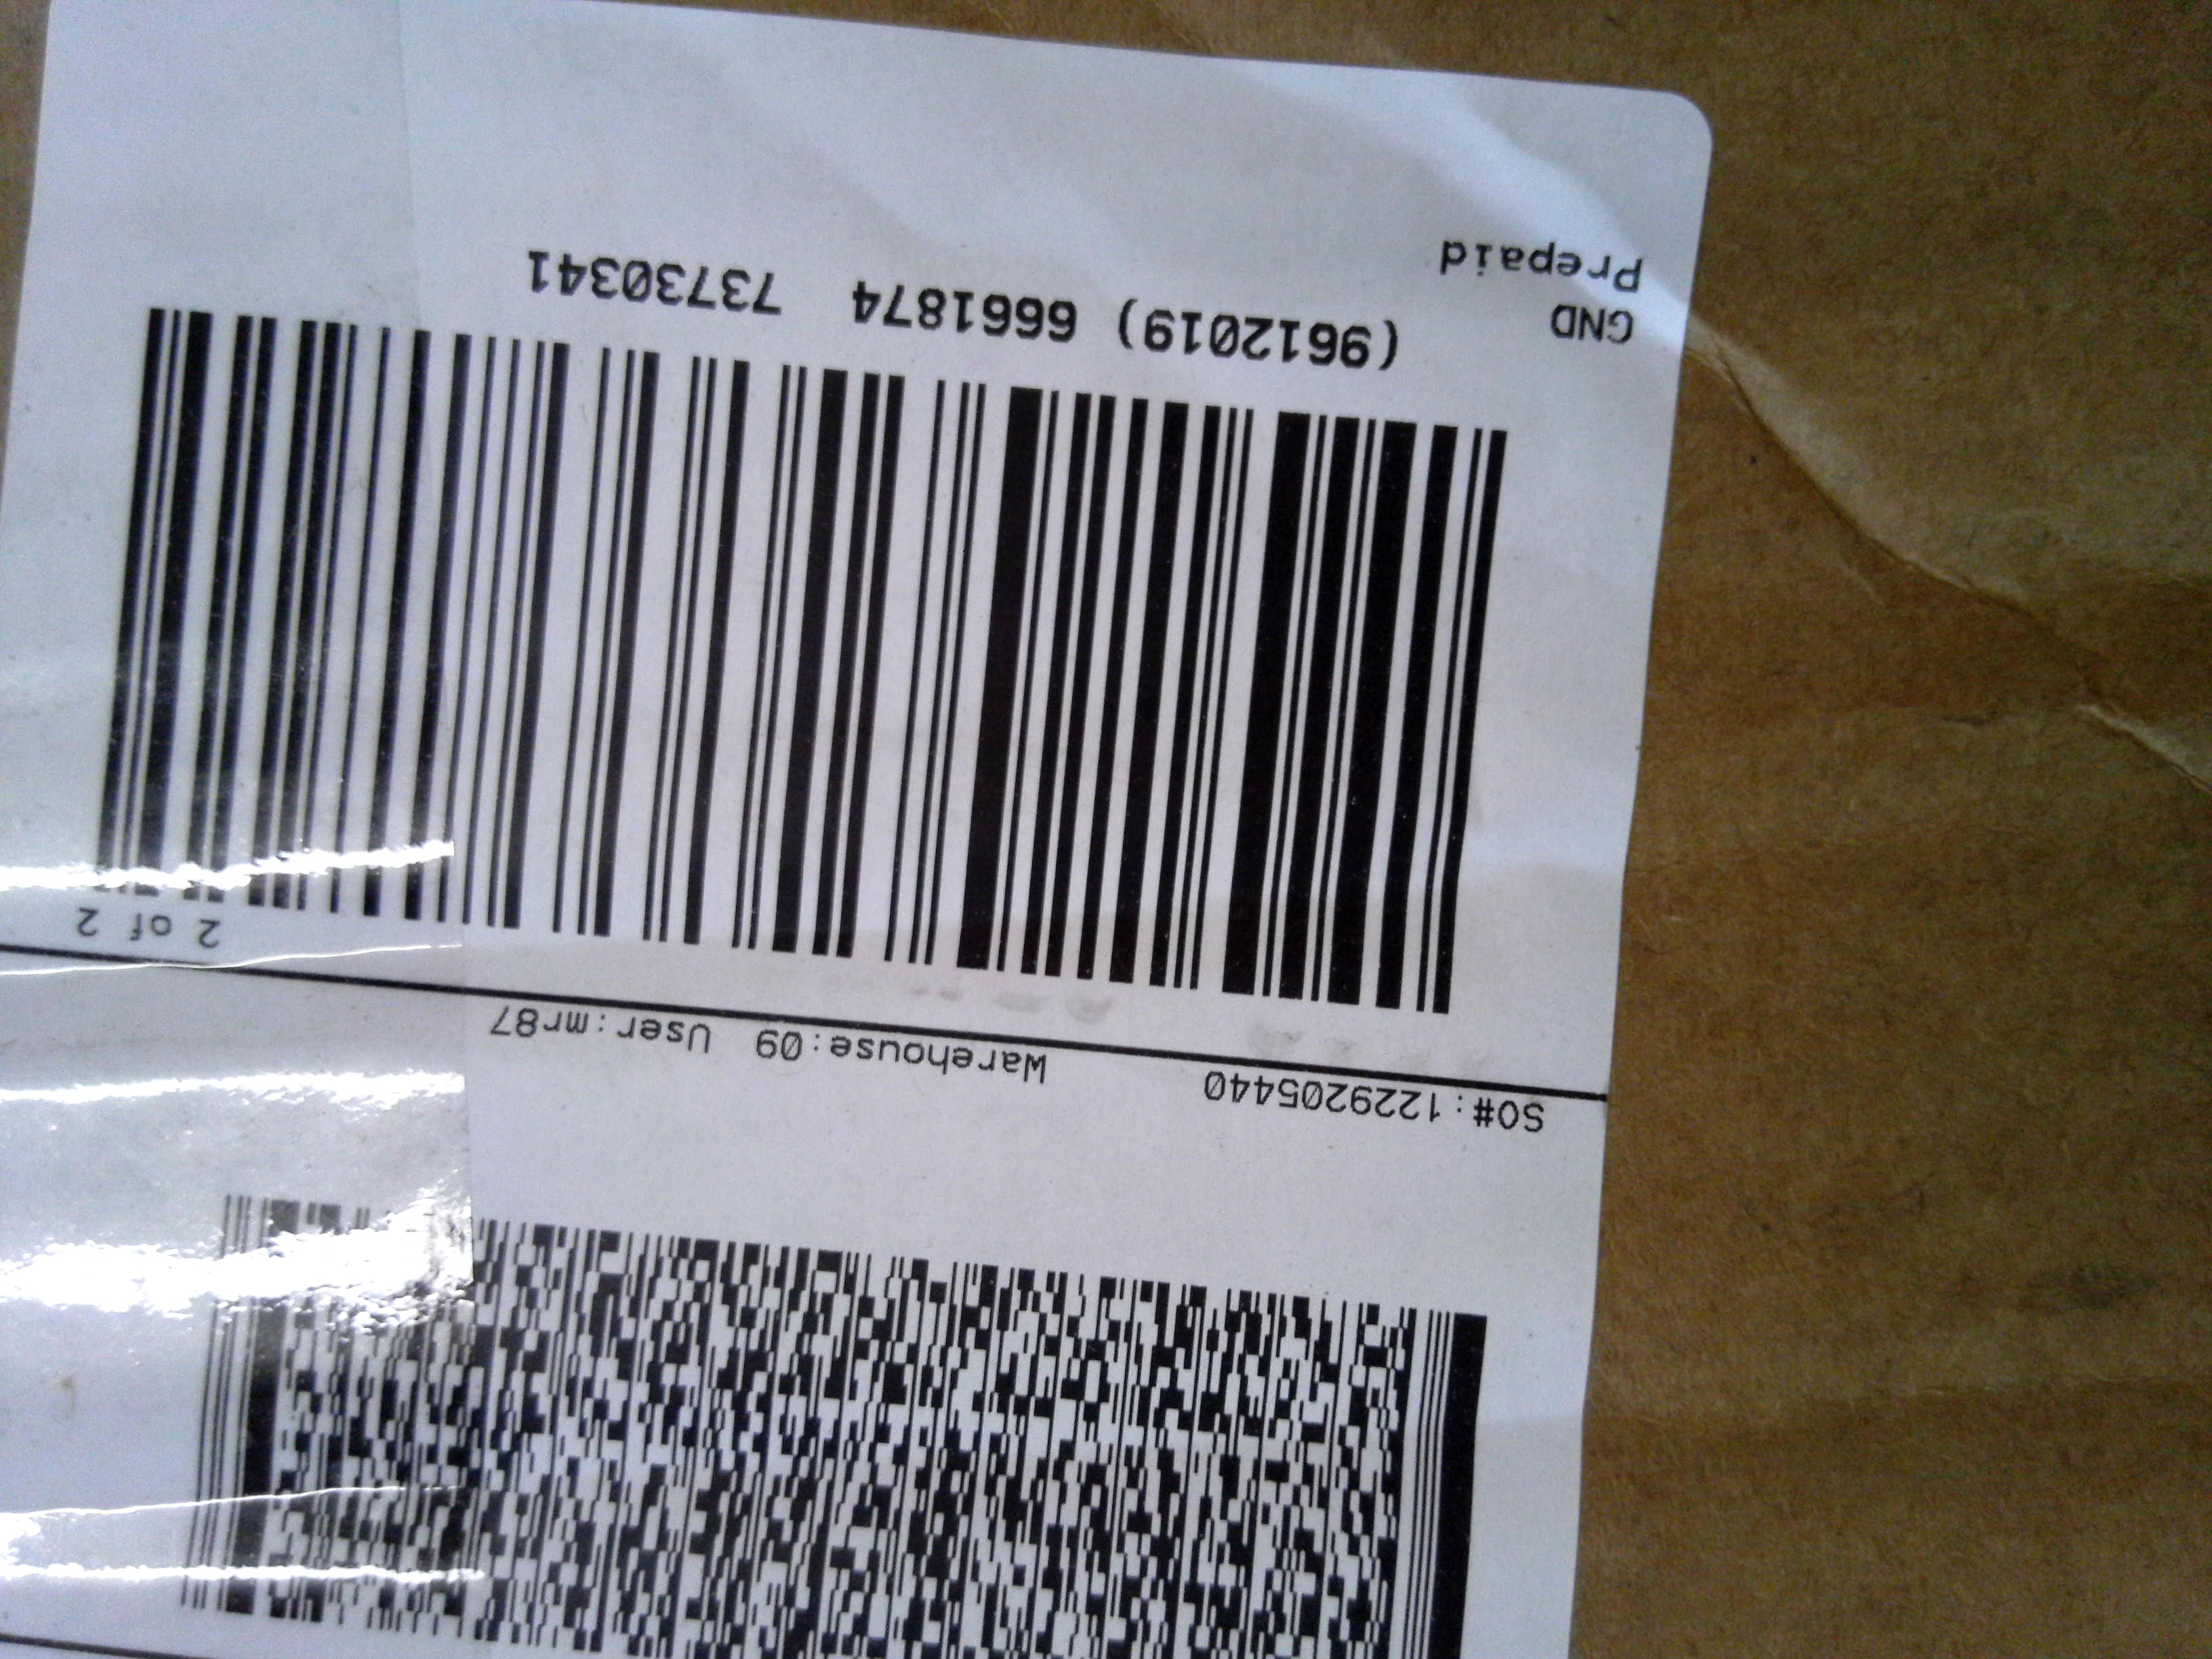 SO#:1229205440 Warehouse:09 User:mr87
2 of 2
(9612019) 6661874 73730341
GND
Prepaid